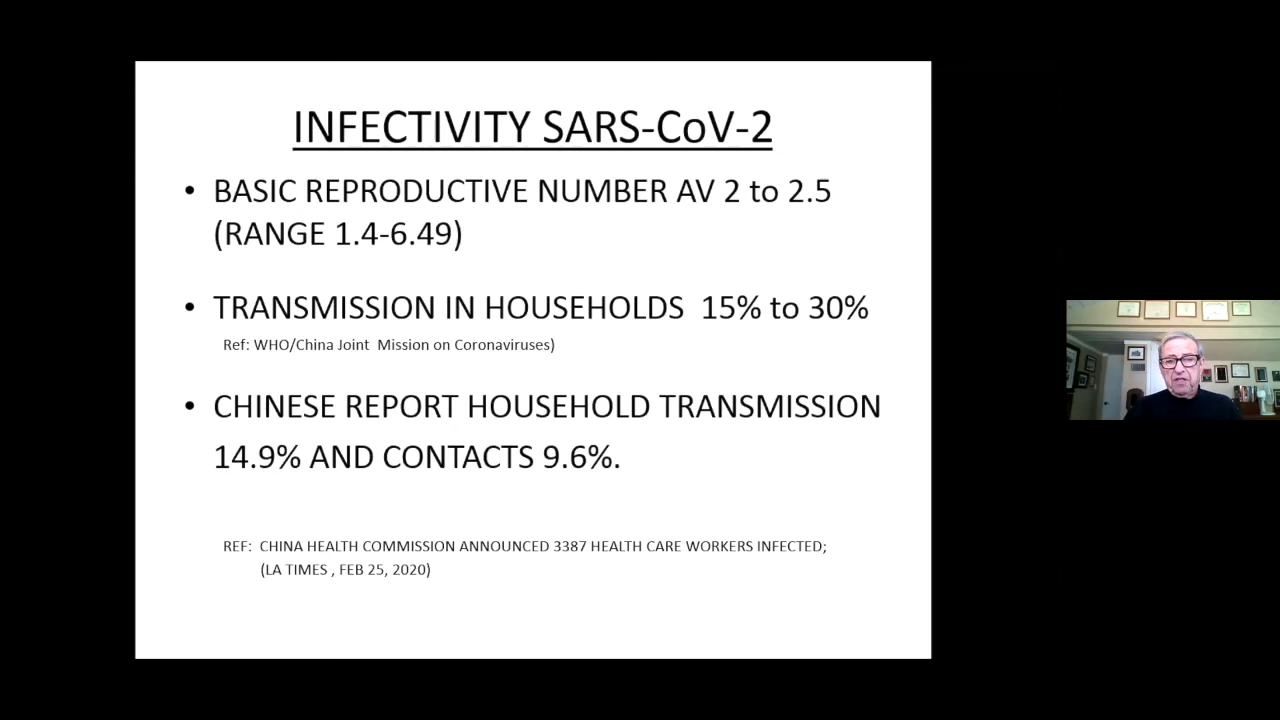 INFECTIVITY SARS-CoV-2
• BASIC REPRODUCTIVE NUMBER AV 2 to 2.5
(RANGE 1.4-6.49)
• TRANSMISSION IN HOUSEHOLDS 15% to 30%
Ref: WHO/China Joint Mission on Coronaviruses)
• CHINESE REPORT HOUSEHOLD TRANSMISSION
14.9% AND CONTACTS 9.6%.
REF: CHINA HEALTH COMMISSION ANNOUNCED 3387 HEALTH CARE WORKERS INFECTED;
(LA TIMES , FEB 25, 2020)